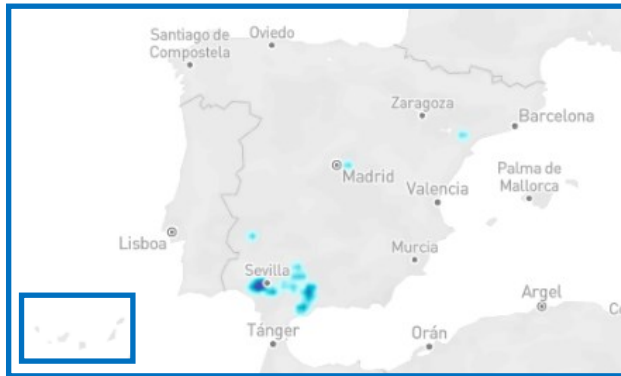 Santiago de
Compostela
Oviedo
Zaragoza
Barcelona
Madrid
Palma de
Mallorca
Valencia
Lisboa
Murcia
Sevilla
Argel
Tánger
Orán